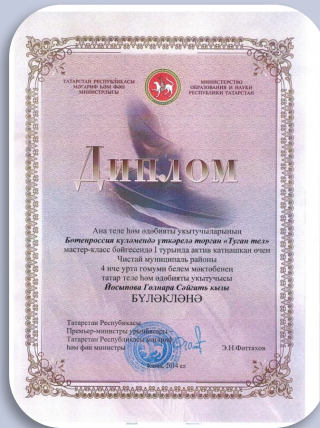 ТАТАРСТАН РЕСПУБЛИКАСЫ
МӘГАРИФ ҺӘМ ФӘН
МИНИСТРЛЫГЫ
МИНИСТЕРСТВО
ОБРАЗОВАНИЯ И НАУКИ
РЕСПУБЛИКИ ТАТАРСТАН
Диплом
Ана теле һәм әдәбияты укытучыларының
Бөтенроссия күләмендә үткәрелә торган «Туган тел»
мастер-класс бәйгесендә I турында актив катнашкан өчен
Чистай муниципаль районы
4 нче урта гомуми белем мәктәбенең
татар теле һәм әдәбияты укытучысы
Йосыпова Гөлнара Сәгыйть кызы
БҮЛӘКЛӘНӘ
Татарстан Республикасы
Премьер-министры урынбасары
Татарстан Республикасы мәгариф
һәм фән министры
Э.Н.Фәттахов
Казан, 2014 ел